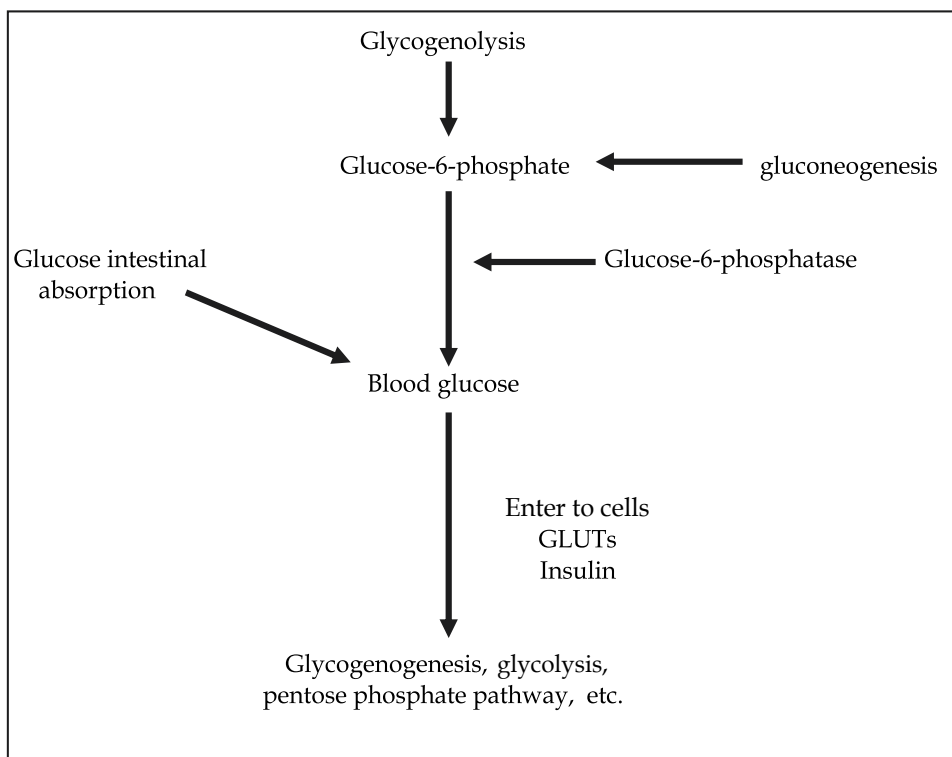 Glycogenolysis
Glucose-6-phosphate
gluconeogenesis
Glucose intestinal
absorption
Glucose-6-phosphatase
Blood glucose
Enter to cells
GLUTs
Insulin
Glycogenogenesis, glycolysis,
pentose phosphate pathway, etc.